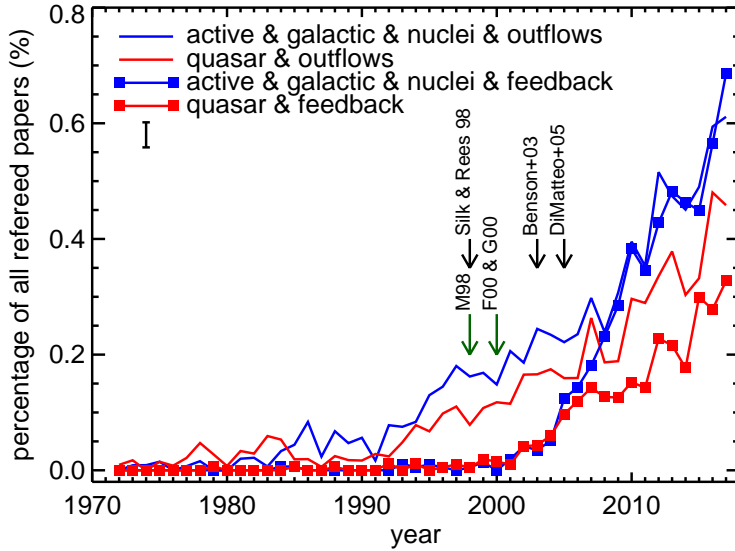 active & galactic & nuclei & outflows
quasar & outflows
active & galactic & nuclei & feedback
quasar & feedback
percentage of all refereed papers (%)
0.8
0.6
0.4
0.2
0.0
M98
Silk & Rees 98
F00 & G00
Benson+03
DiMatteo+05
1970
1980
1990
2000
2010
year